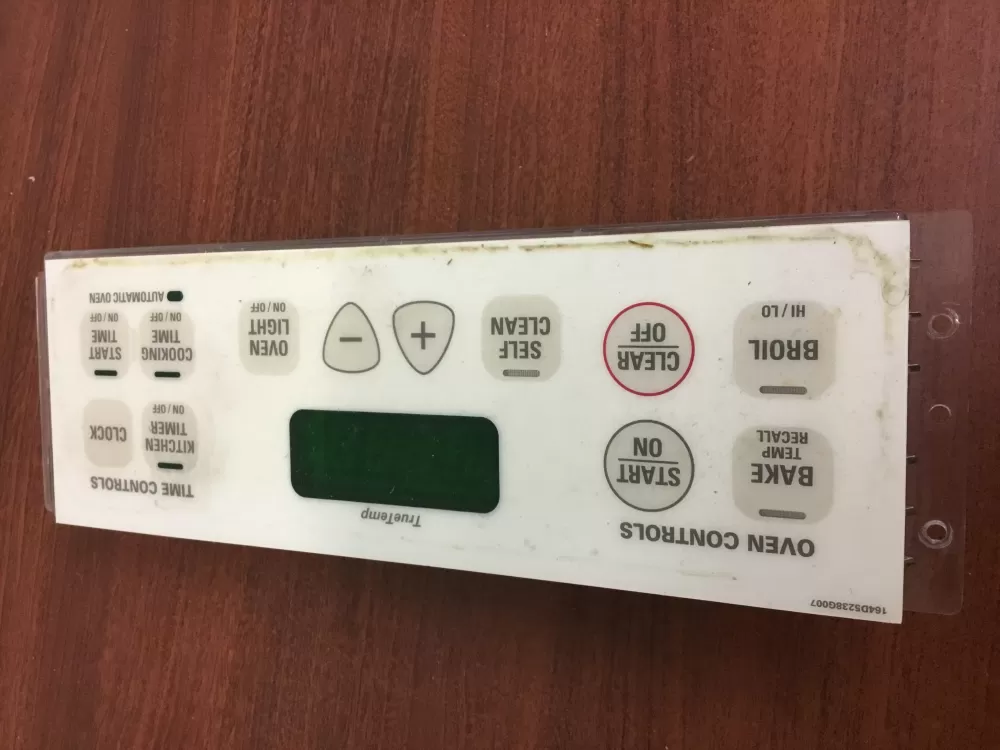 164D5238G007
OVEN CONTROLS
BAKE
TEMP
RECALL
START
ON
BROIL
HI / LO
CLEAR
OFF
TrueTemp
SELF
CLEAN
+
−
OVEN
LIGHT
ON / OFF
TIME CONTROLS
KITCHEN
TIMER
ON / OFF
CLOCK
COOKING
TIME
ON / OFF
START
TIME
ON / OFF
AUTOMATIC OVEN